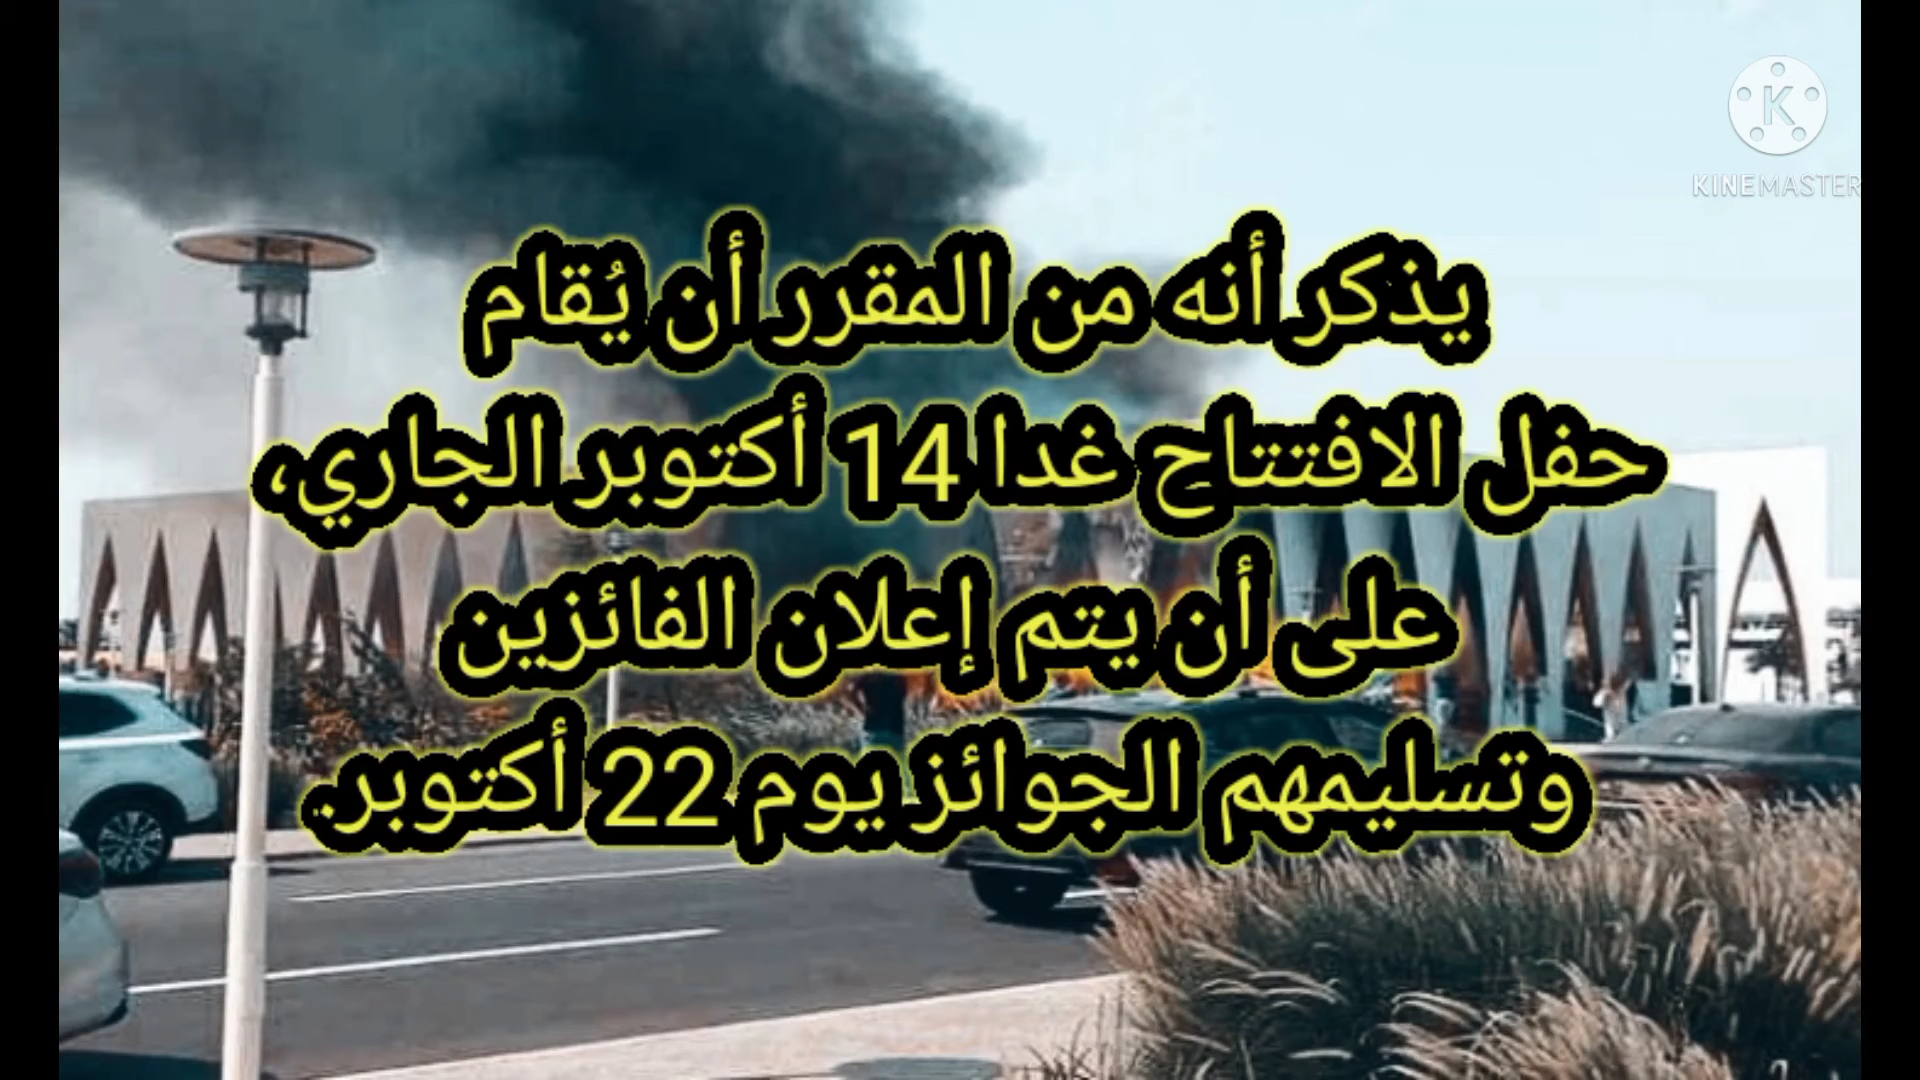 KINEMASTER
يذكر أنه من المقرر أن يُقام
حفل الافتتاح غدا 14 أكتوبر الجاري،
على أن يتم إعلان الفائزين
وتسليمهم الجوائز يوم 22 أكتوبر.